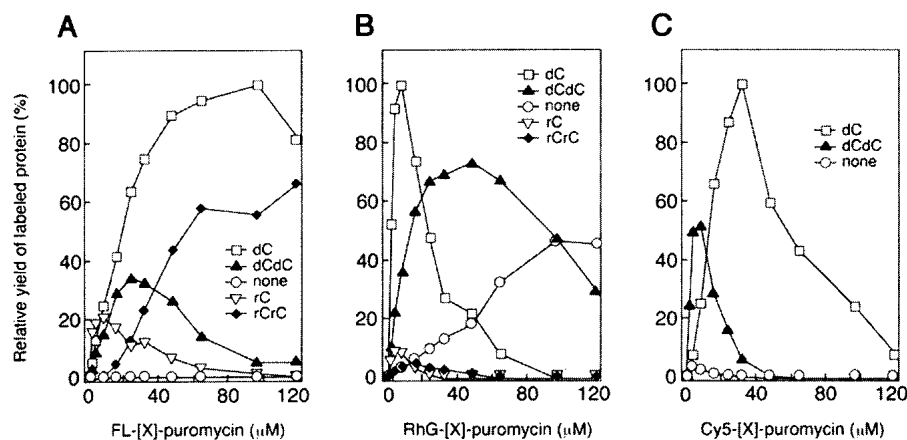 A
B
C
Relative yield of labeled protein (%)
100
80
60
40
20
0
dC
dCdC
none
rC
rCrC
0 40 80 120
FL-[X]-puromycin (μM)
100
80
60
40
20
0
dC
dCdC
none
rC
rCrC
0 40 80 120
RhG-[X]-puromycin (μM)
100
80
60
40
20
0
dC
dCdC
none
0 40 80 120
Cy5-[X]-puromycin (μM)